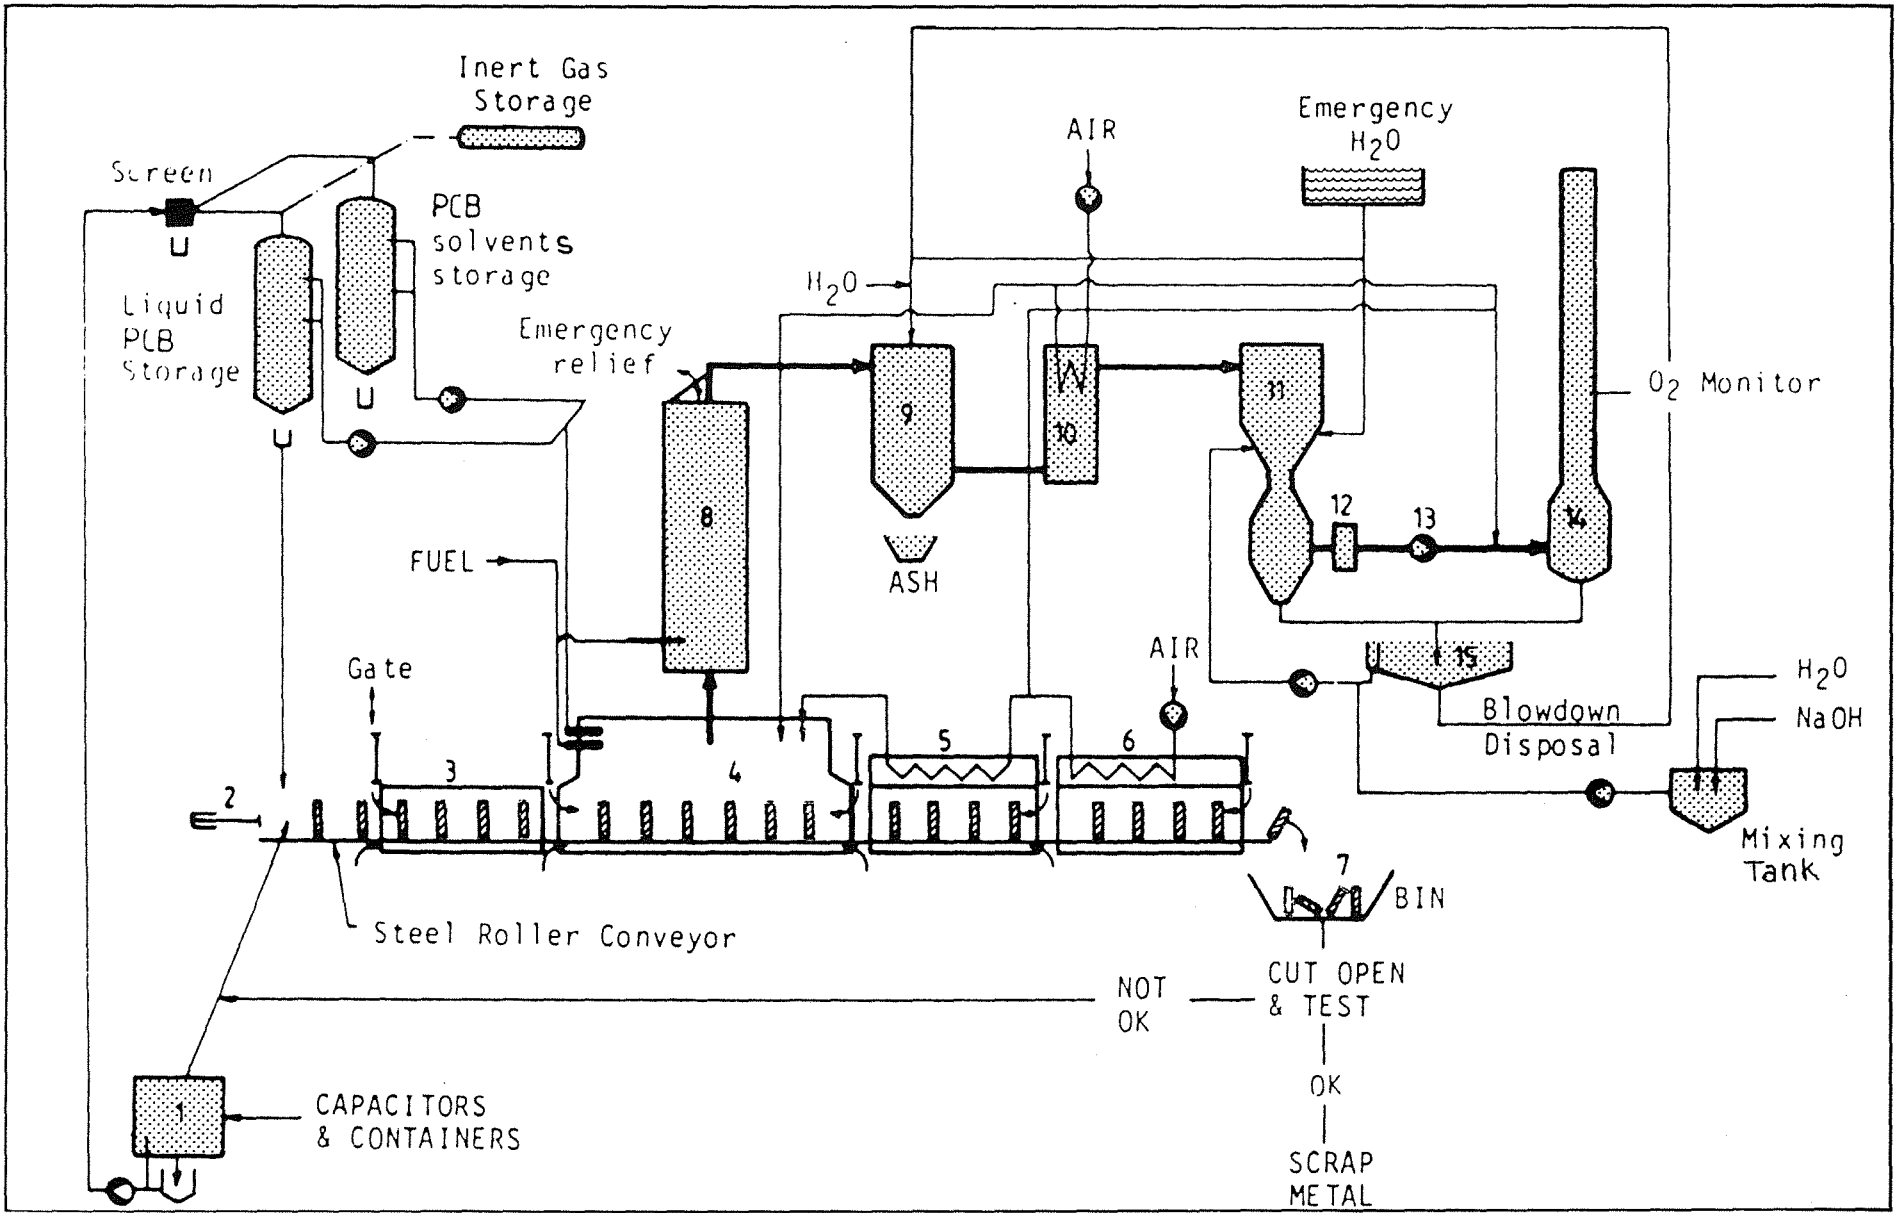 Inert Gas
Storage
Screen
PCB
solvents
storage
Liquid
PCB
Storage
Emergency
relief
AIR
Emergency
H2O
H2O
O2 Monitor
FUEL
Gate
8
9
ASH
10
11
12
13
14
15
AIR
H2O
NaOH
Blowdown
Disposal
Mixing
Tank
2
3
4
5
6
7
BIN
Steel Roller Conveyor
CUT OPEN
& TEST
NOT
OK
OK
SCRAP
METAL
1
CAPACITORS
& CONTAINERS